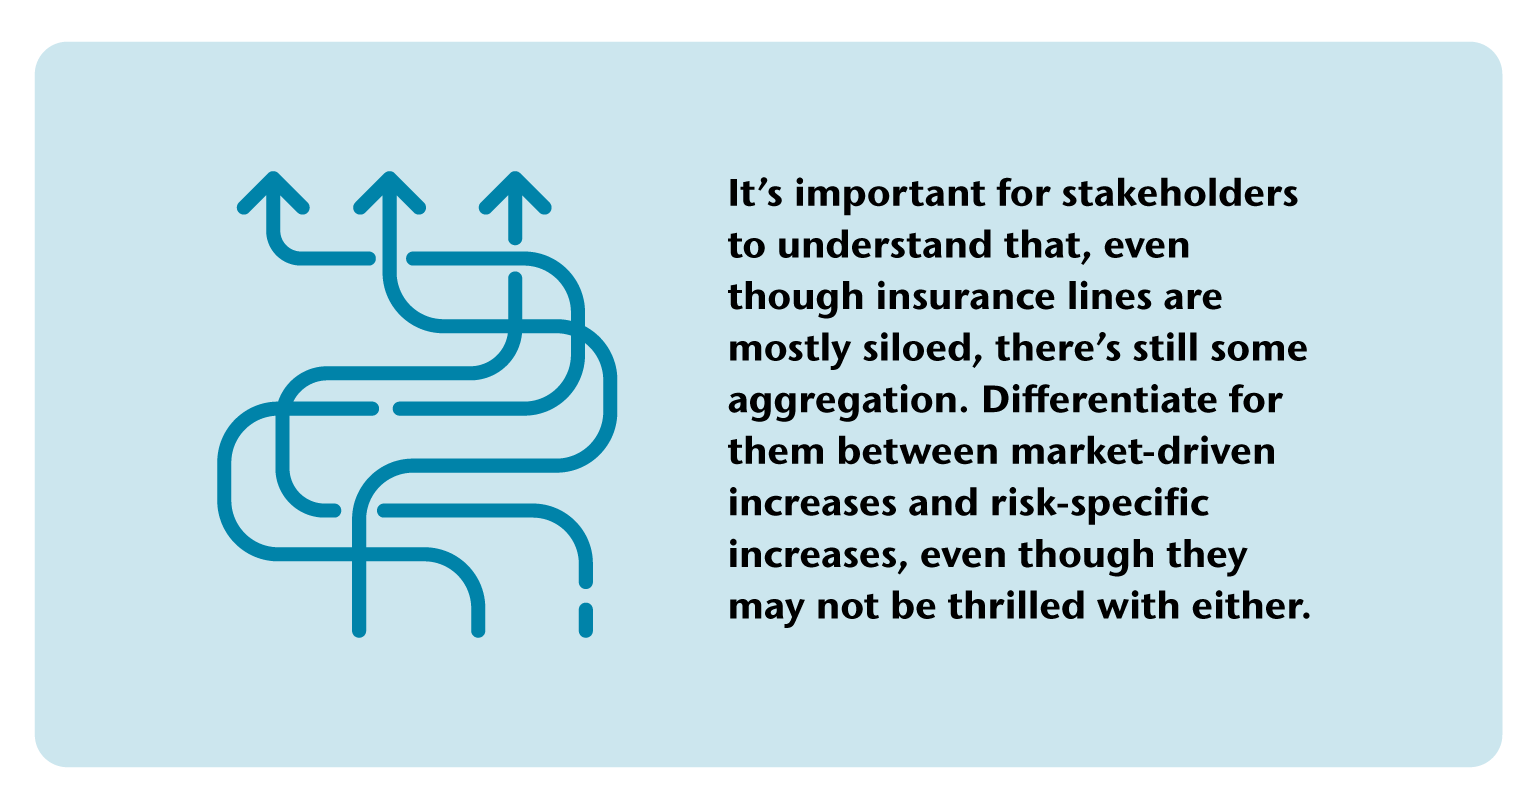 It’s important for stakeholders
to understand that, even
though insurance lines are
mostly siloed, there’s still some
aggregation. Differentiate for
them between market-driven
increases and risk-specific
increases, even though they
may not be thrilled with either.